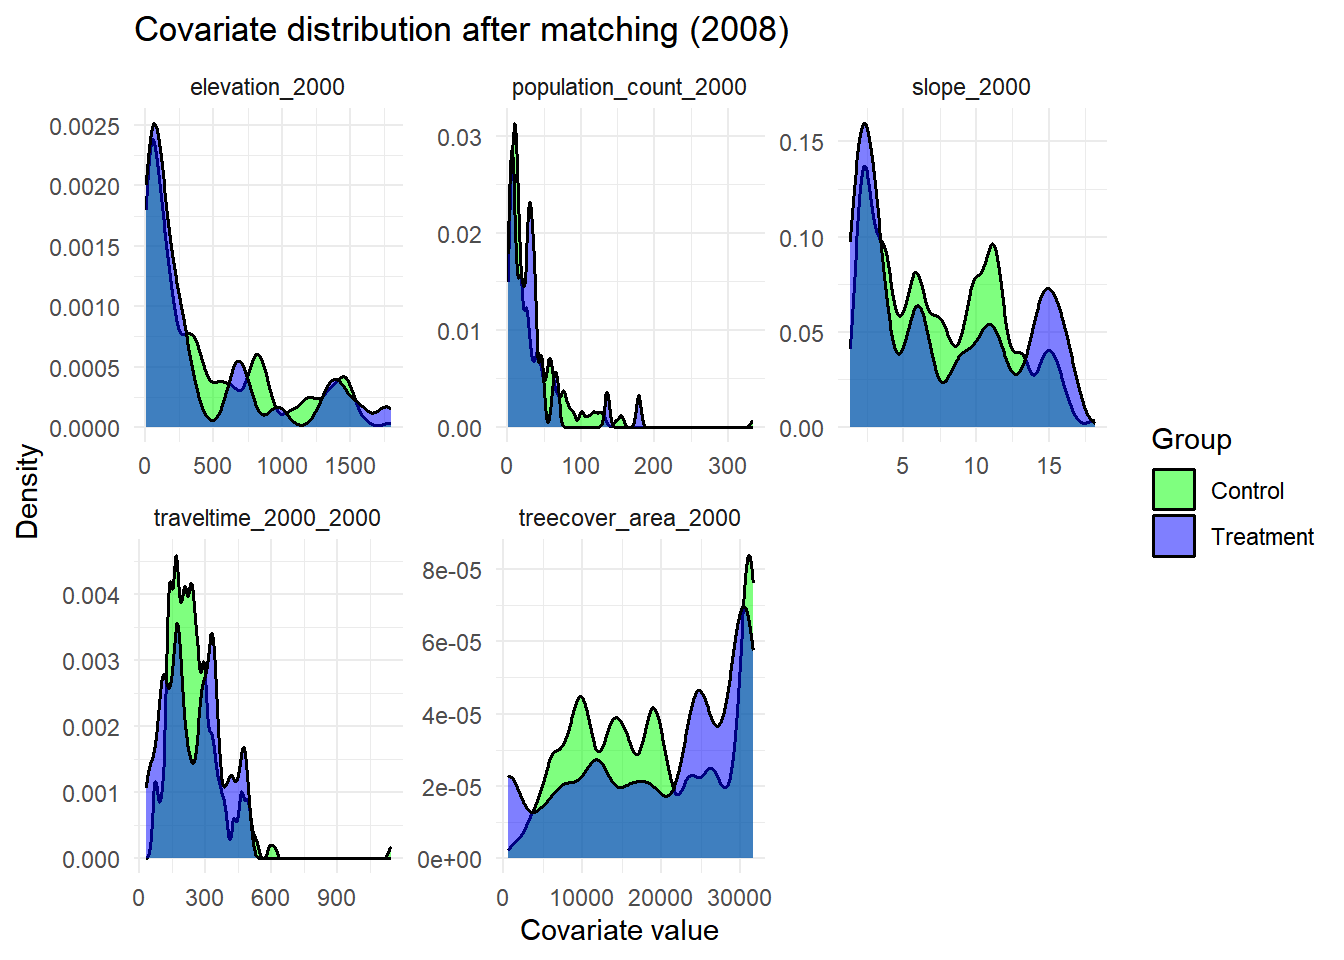 Covariate distribution after matching (2008)
elevation_2000
population_count_2000
slope_2000
0.0025
0.0020
0.0015
0.0010
0.0005
0.0000
0 500 1000 1500
0.03
0.02
0.01
0.00
0 100 200 300
0.15
0.10
0.05
0.00
5 10 15
traveltime_2000_2000
treecover_area_2000
0.004
0.003
0.002
0.001
0.000
0 300 600 900
8e-05
6e-05
4e-05
2e-05
0e+00
0 10000 20000 30000
Density
Covariate value
Group
Control
Treatment